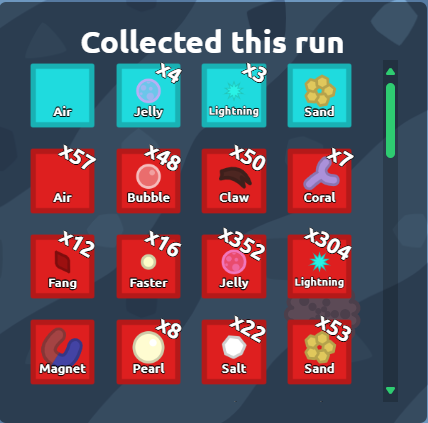 Collected this run
x4 x3
Air Jelly Lightning Sand
x57 x48 x50 x7
Air Bubble Claw Coral
x12 x16 x352 x304
Fang Faster Jelly Lightning
x8 x22 x53
Magnet Pearl Salt Sand